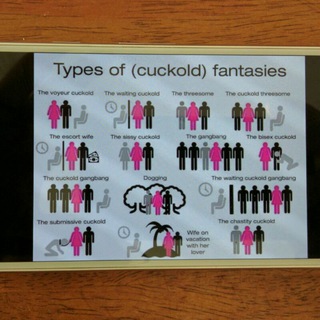 Types of (cuckold) fantasies
The voyeur cuckold The waiting cuckold The threesome The cuckold threesome
The escort wife The sissy cuckold The gangbang The bisex cuckold
The cuckold gangbang Dogging The waiting cuckold gangbang
The submissive cuckold Wife on The chastity cuckold
vacation
with her
lover